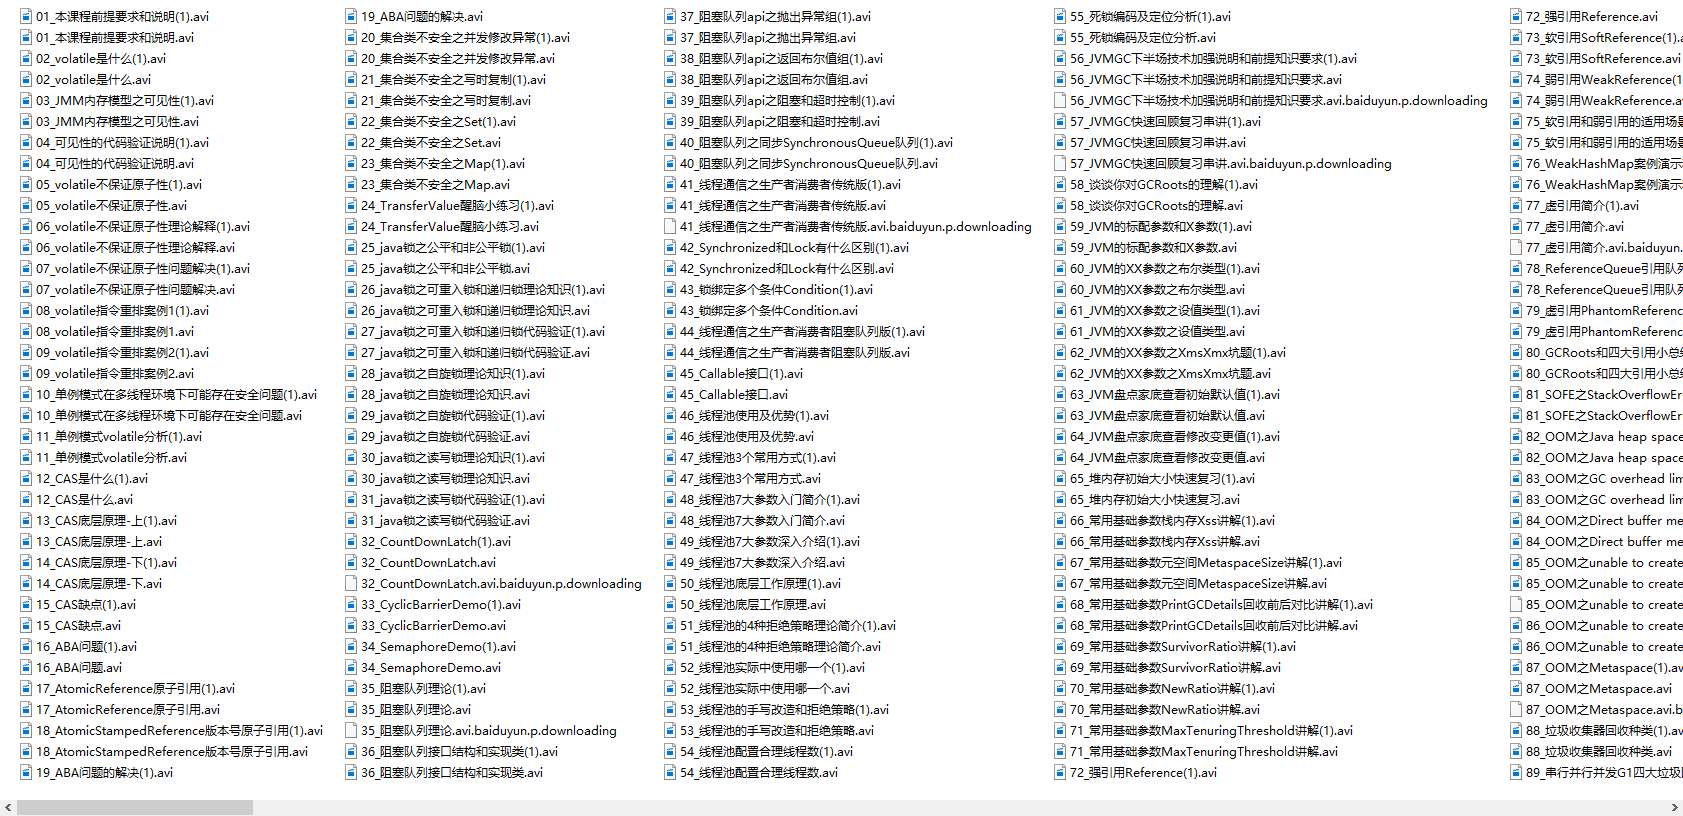 01_本课程前提要求和说明(1).avi
01_本课程前提要求和说明.avi
02_volatile是什么(1).avi
02_volatile是什么.avi
03_JMM内存模型之可见性(1).avi
03_JMM内存模型之可见性.avi
04_可见性的代码验证说明(1).avi
04_可见性的代码验证说明.avi
05_volatile不保证原子性(1).avi
05_volatile不保证原子性.avi
06_volatile不保证原子性理论解释(1).avi
06_volatile不保证原子性理论解释.avi
07_volatile不保证原子性问题解决(1).avi
07_volatile不保证原子性问题解决.avi
08_volatile指令重排案例1(1).avi
08_volatile指令重排案例1.avi
09_volatile指令重排案例2(1).avi
09_volatile指令重排案例2.avi
10_单例模式在多线程环境下可能存在安全问题(1).avi
10_单例模式在多线程环境下可能存在安全问题.avi
11_单例模式volatile分析(1).avi
11_单例模式volatile分析.avi
12_CAS是什么(1).avi
12_CAS是什么.avi
13_CAS底层原理-上(1).avi
13_CAS底层原理-上.avi
14_CAS底层原理-下(1).avi
14_CAS底层原理-下.avi
15_CAS缺点(1).avi
15_CAS缺点.avi
16_ABA问题(1).avi
16_ABA问题.avi
17_AtomicReference原子引用(1).avi
17_AtomicReference原子引用.avi
18_AtomicStampedReference版本号原子引用(1).avi
18_AtomicStampedReference版本号原子引用.avi
19_ABA问题的解决(1).avi
19_ABA问题的解决.avi
20_集合类不安全之并发修改异常(1).avi
20_集合类不安全之并发修改异常.avi
21_集合类不安全之写时复制(1).avi
21_集合类不安全之写时复制.avi
22_集合类不安全之Set(1).avi
22_集合类不安全之Set.avi
23_集合类不安全之Map(1).avi
23_集合类不安全之Map.avi
24_TransferValue醒脑小练习(1).avi
24_TransferValue醒脑小练习.avi
25_java锁之公平和非公平锁(1).avi
25_java锁之公平和非公平锁.avi
26_java锁之可重入锁和递归锁理论知识(1).avi
26_java锁之可重入锁和递归锁理论知识.avi
27_java锁之可重入锁和递归锁代码验证(1).avi
27_java锁之可重入锁和递归锁代码验证.avi
28_java锁之自旋锁理论知识(1).avi
28_java锁之自旋锁理论知识.avi
29_java锁之自旋锁代码验证(1).avi
29_java锁之自旋锁代码验证.avi
30_java锁之读写锁理论知识(1).avi
30_java锁之读写锁理论知识.avi
31_java锁之读写锁代码验证(1).avi
31_java锁之读写锁代码验证.avi
32_CountDownLatch(1).avi
32_CountDownLatch.avi
32_CountDownLatch.avi.baiduyun.p.downloading
33_CyclicBarrierDemo(1).avi
33_CyclicBarrierDemo.avi
34_SemaphoreDemo(1).avi
34_SemaphoreDemo.avi
35_阻塞队列理论(1).avi
35_阻塞队列理论.avi
35_阻塞队列理论.avi.baiduyun.p.downloading
36_阻塞队列接口结构和实现类(1).avi
36_阻塞队列接口结构和实现类.avi
37_阻塞队列api之抛出异常组(1).avi
37_阻塞队列api之抛出异常组.avi
38_阻塞队列api之返回布尔值组(1).avi
38_阻塞队列api之返回布尔值组.avi
39_阻塞队列api之阻塞和超时控制(1).avi
39_阻塞队列api之阻塞和超时控制.avi
40_阻塞队列之同步SynchronousQueue队列(1).avi
40_阻塞队列之同步SynchronousQueue队列.avi
41_线程通信之生产者消费者传统版(1).avi
41_线程通信之生产者消费者传统版.avi
41_线程通信之生产者消费者传统版.avi.baiduyun.p.downloading
42_Synchronized和Lock有什么区别(1).avi
42_Synchronized和Lock有什么区别.avi
43_锁绑定多个条件Condition(1).avi
43_锁绑定多个条件Condition.avi
44_线程通信之生产者消费者阻塞队列版(1).avi
44_线程通信之生产者消费者阻塞队列版.avi
45_Callable接口(1).avi
45_Callable接口.avi
46_线程池使用及优势(1).avi
46_线程池使用及优势.avi
47_线程池3个常用方式(1).avi
47_线程池3个常用方式.avi
48_线程池7大参数入门简介(1).avi
48_线程池7大参数入门简介.avi
49_线程池7大参数深入介绍(1).avi
49_线程池7大参数深入介绍.avi
50_线程池底层工作原理(1).avi
50_线程池底层工作原理.avi
51_线程池的4种拒绝策略理论简介(1).avi
51_线程池的4种拒绝策略理论简介.avi
52_线程池实际中使用哪一个(1).avi
52_线程池实际中使用哪一个.avi
53_线程池的手写改造和拒绝策略(1).avi
53_线程池的手写改造和拒绝策略.avi
54_线程池配置合理线程数(1).avi
54_线程池配置合理线程数.avi
55_死锁编码及定位分析(1).avi
55_死锁编码及定位分析.avi
56_JVMGC下半场技术加强说明和前提知识要求(1).avi
56_JVMGC下半场技术加强说明和前提知识要求.avi
56_JVMGC下半场技术加强说明和前提知识要求.avi.baiduyun.p.downloading
57_JVMGC快速回顾复习串讲(1).avi
57_JVMGC快速回顾复习串讲.avi
57_JVMGC快速回顾复习串讲.avi.baiduyun.p.downloading
58_谈谈你对GCRoots的理解(1).avi
58_谈谈你对GCRoots的理解.avi
59_JVM的标配参数和X参数(1).avi
59_JVM的标配参数和X参数.avi
60_JVM的XX参数之布尔类型(1).avi
60_JVM的XX参数之布尔类型.avi
61_JVM的XX参数之设值类型(1).avi
61_JVM的XX参数之设值类型.avi
62_JVM的XX参数之XmsXmx坑题(1).avi
62_JVM的XX参数之XmsXmx坑题.avi
63_JVM盘点家底查看初始默认值(1).avi
63_JVM盘点家底查看初始默认值.avi
64_JVM盘点家底查看修改变更值(1).avi
64_JVM盘点家底查看修改变更值.avi
65_堆内存初始大小快速复习(1).avi
65_堆内存初始大小快速复习.avi
66_常用基础参数栈内存Xss讲解(1).avi
66_常用基础参数栈内存Xss讲解.avi
67_常用基础参数元空间MetaspaceSize讲解(1).avi
67_常用基础参数元空间MetaspaceSize讲解.avi
68_常用基础参数PrintGCDetails回收前后对比讲解(1).avi
68_常用基础参数PrintGCDetails回收前后对比讲解.avi
69_常用基础参数SurvivorRatio讲解(1).avi
69_常用基础参数SurvivorRatio讲解.avi
70_常用基础参数NewRatio讲解(1).avi
70_常用基础参数NewRatio讲解.avi
71_常用基础参数MaxTenuringThreshold讲解(1).avi
71_常用基础参数MaxTenuringThreshold讲解.avi
72_强引用Reference(1).avi
72_强引用Reference.avi
73_软引用SoftReference(1).a
73_软引用SoftReference.avi
74_弱引用WeakReference(1
74_弱引用WeakReference.a
75_软引用和弱引用的适用场景
75_软引用和弱引用的适用场景
76_WeakHashMap案例演示
76_WeakHashMap案例演示
77_虚引用简介(1).avi
77_虚引用简介.avi
77_虚引用简介.avi.baiduyun.
78_ReferenceQueue引用队列
78_ReferenceQueue引用队列
79_虚引用PhantomReferenc
79_虚引用PhantomReferenc
80_GCRoots和四大引用小总结
80_GCRoots和四大引用小总结
81_SOFE之StackOverflowEr
81_SOFE之StackOverflowEr
82_OOM之Java heap space
82_OOM之Java heap space
83_OOM之GC overhead lim
83_OOM之GC overhead lim
84_OOM之Direct buffer me
84_OOM之Direct buffer me
85_OOM之unable to create
85_OOM之unable to create
85_OOM之unable to create
86_OOM之unable to create
86_OOM之unable to create
87_OOM之Metaspace(1).av
87_OOM之Metaspace.avi
87_OOM之Metaspace.avi.b
88_垃圾收集器回收种类(1).av
88_垃圾收集器回收种类.avi
89_串行并行并发G1四大垃圾